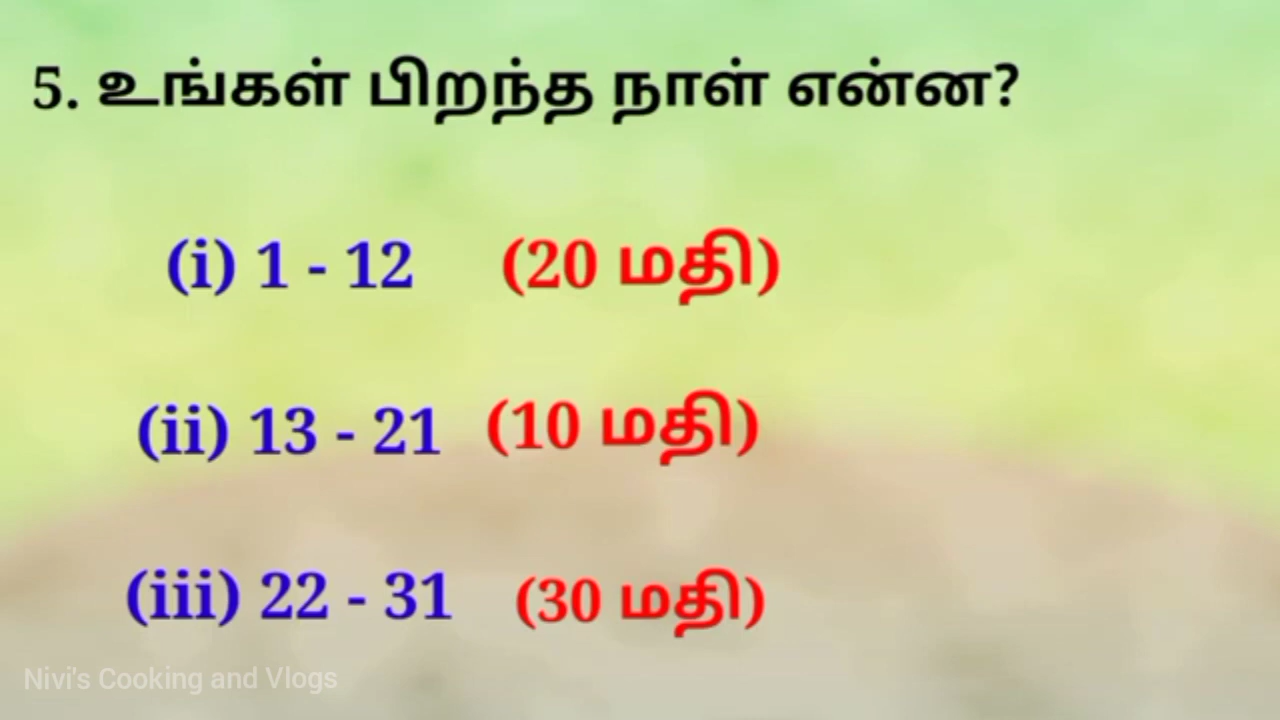 5. உங்கள் பிறந்த நாள் என்ன?
(i) 1 - 12 (20 மதி)
(ii) 13 - 21 (10 மதி)
(iii) 22 - 31 (30 மதி)
Nivi's Cooking and Vlogs